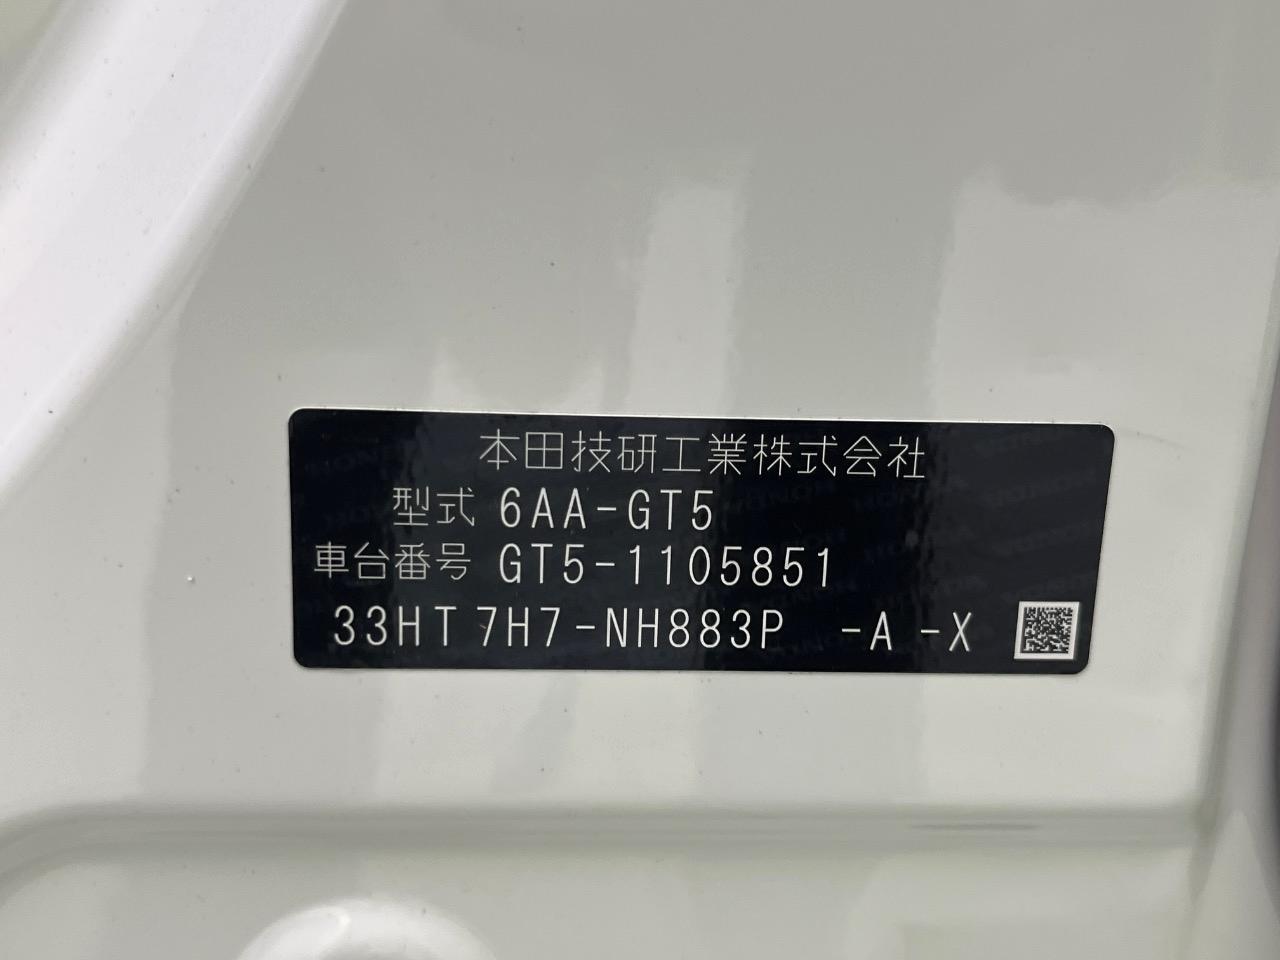 本田技研工業株式会社
型式 6AA-GT5
車台番号 GT5-1105851
33HT 7H7-NH883P -A -X